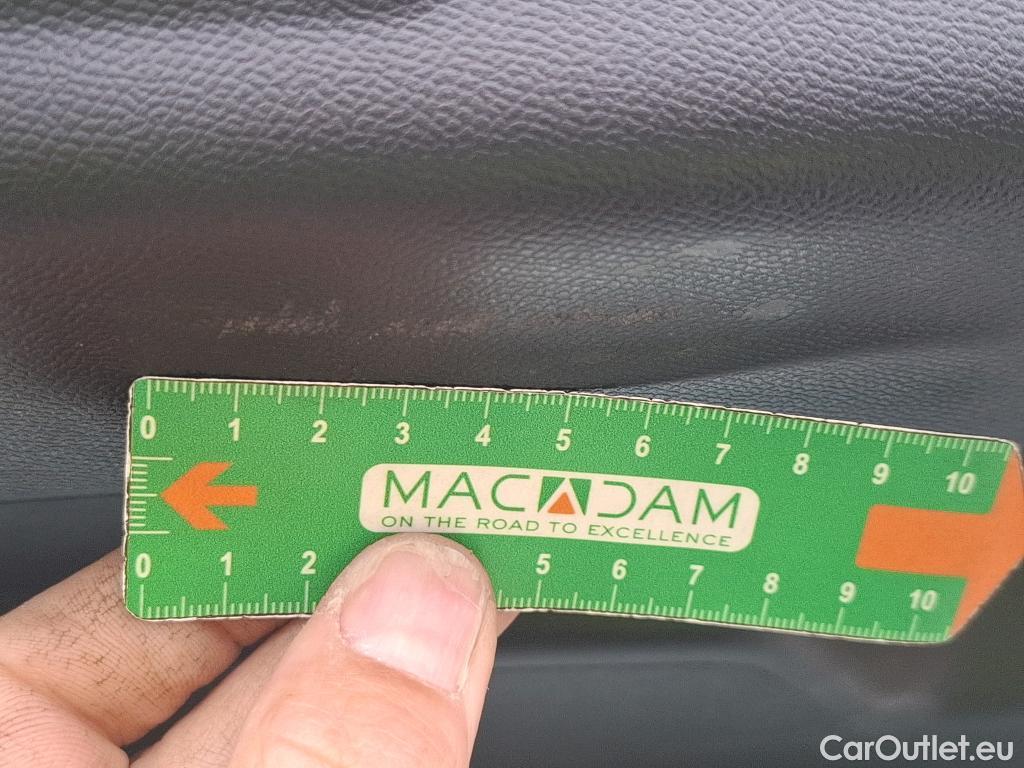 0 1 2 3 4 5 6 7 8 9 10
MACADAM
ON THE ROAD TO EXCELLENCE
0 1 2 5 6 7 8 9 10
CarOutlet.eu